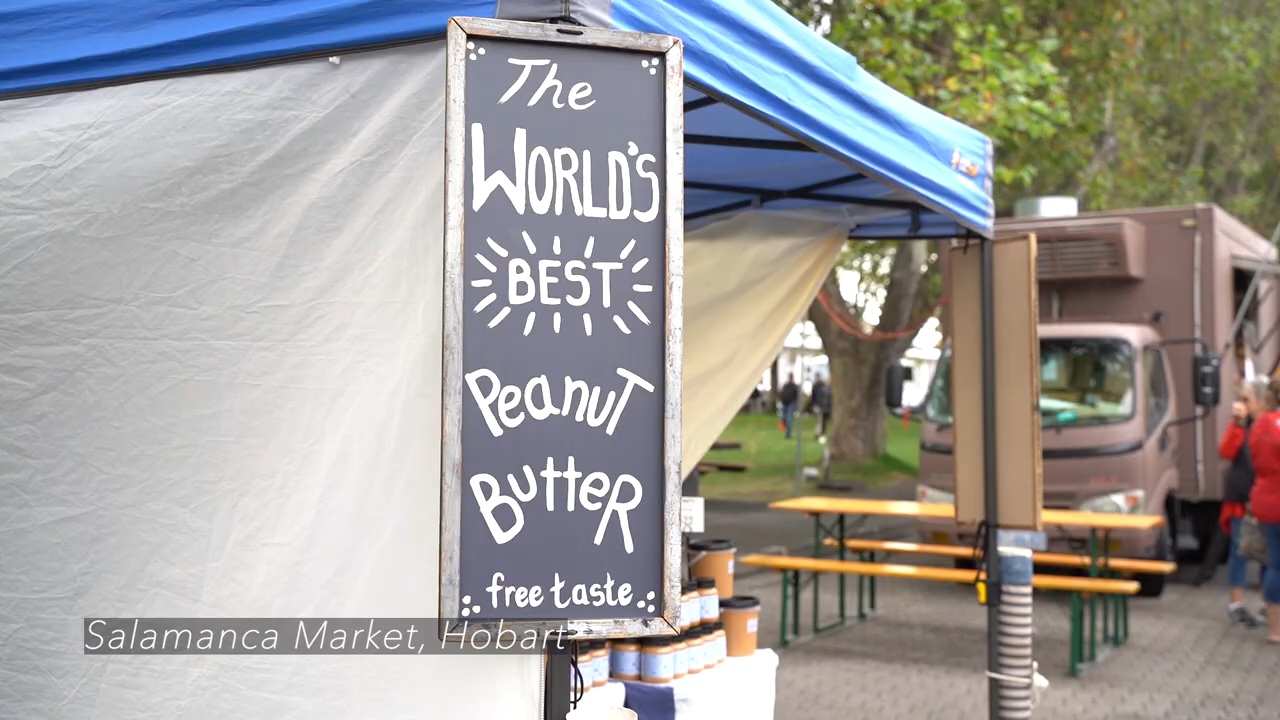 The
WORLD'S
BEST
Peanut
Butter
free taste
Salamanca Market, Hobart